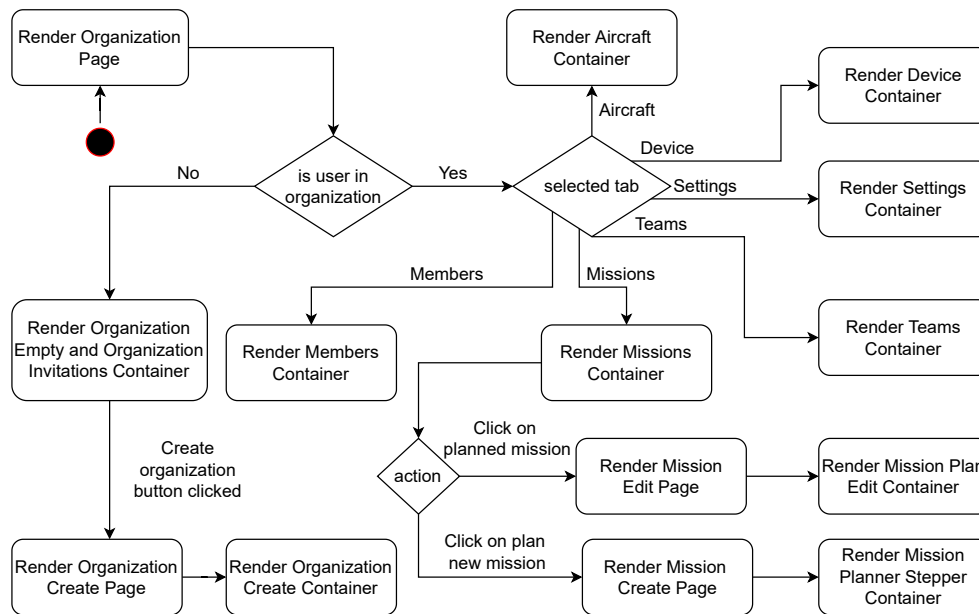 Render Organization
Page
Render Aircraft
Container
Render Device
Container
Aircraft
Device
No
is user in
organization
Yes
selected tab
Settings
Render Settings
Container
Teams
Members
Missions
Render Organization
Empty and Organization
Invitations Container
Render Members
Container
Render Missions
Container
Render Teams
Container
Create
organization
button clicked
Click on
planned mission
action
Render Mission
Edit Page
Render Mission Plan
Edit Container
Click on plan
new mission
Render Organization
Create Page
Render Organization
Create Container
Render Mission
Create Page
Render Mission
Planner Stepper
Container